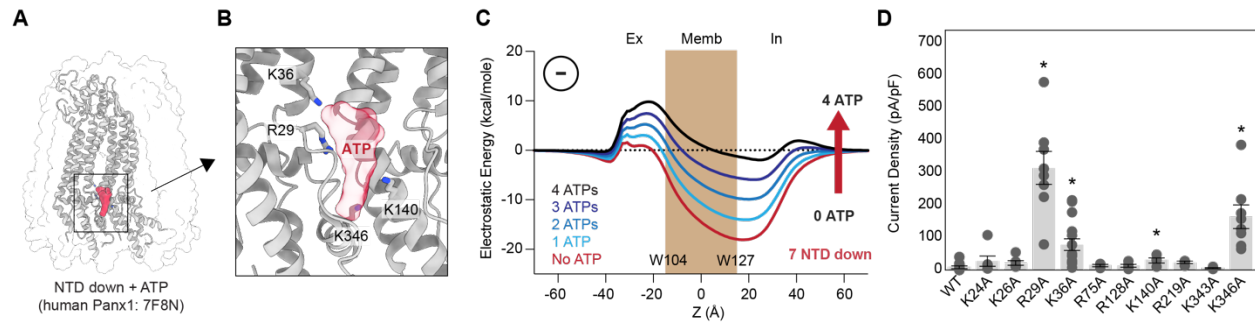 A
NTD down + ATP
(human Panx1: 7F8N)
B
K36
R29
ATP
K140
K346
C
Ex Memb In
Electrostatic Energy (kcal/mole)
20
10
0
-10
-20
−
4 ATP
0 ATP
4 ATPs
3 ATPs
2 ATPs
1 ATP
No ATP
W104 W127
7 NTD down
-60 -40 -20 0 20 40 60
Z (Å)
D
Current Density (pA/pF)
700
600
500
400
300
200
100
0
* * * *
WT K24A K26A R29A K36A R75A R128A K140A R219A K343A K346A